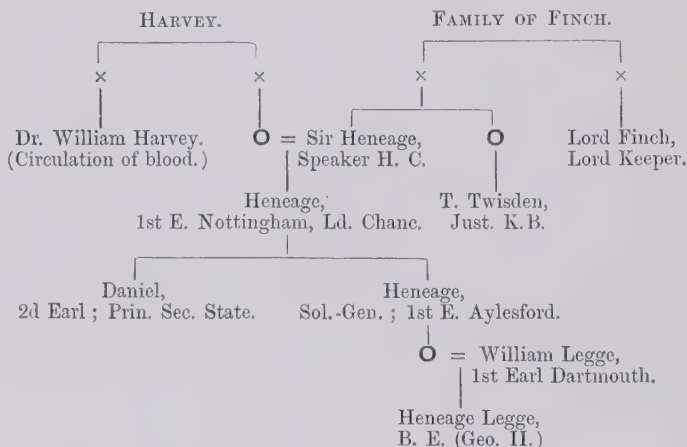 HARVEY. FAMILY OF FINCH.
× × × ×
Dr. William Harvey. O = Sir Heneage, O Lord Finch,
(Circulation of blood.) Speaker H. C. Lord Keeper.
Heneage, T. Twisden,
1st E. Nottingham, Ld. Chanc. Just. K.B.
Daniel, Heneage,
2d Earl ; Prin. Sec. State. Sol.-Gen. ; 1st E. Aylesford.
O = William Legge,
1st Earl Dartmouth.
Heneage Legge,
B. E. (Geo. II.)